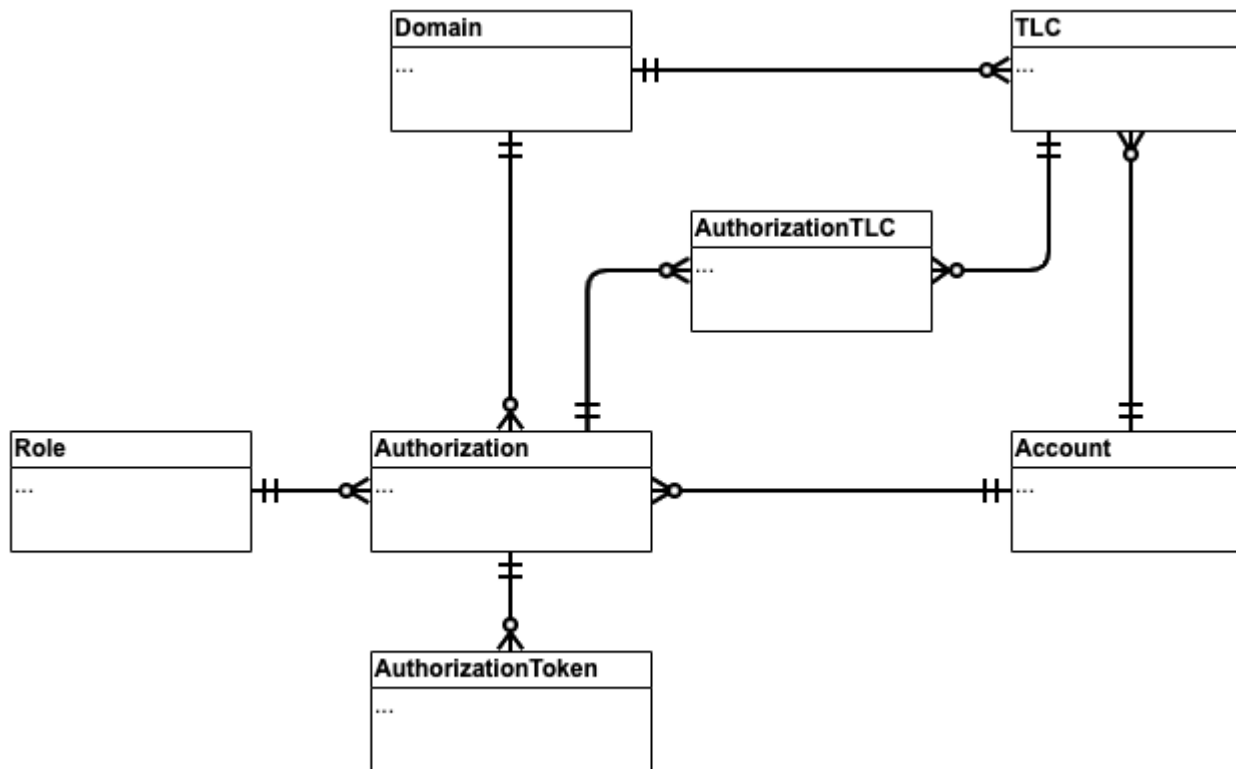 Domain
...
TLC
...
AuthorizationTLC
...
Role
...
Authorization
...
Account
...
AuthorizationToken
...